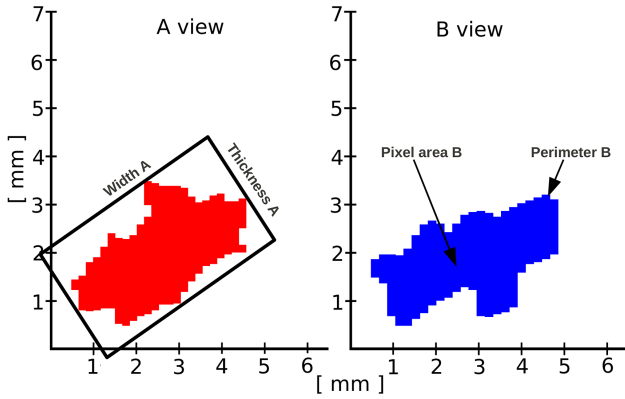 A view
B view
7
6
5
4
3
2
1
[ mm ]
Width A
Thickness A
1 2 3 4 5 6
7
6
5
4
3
2
1
Pixel area B
Perimeter B
1 2 3 4 5 6
[ mm ]